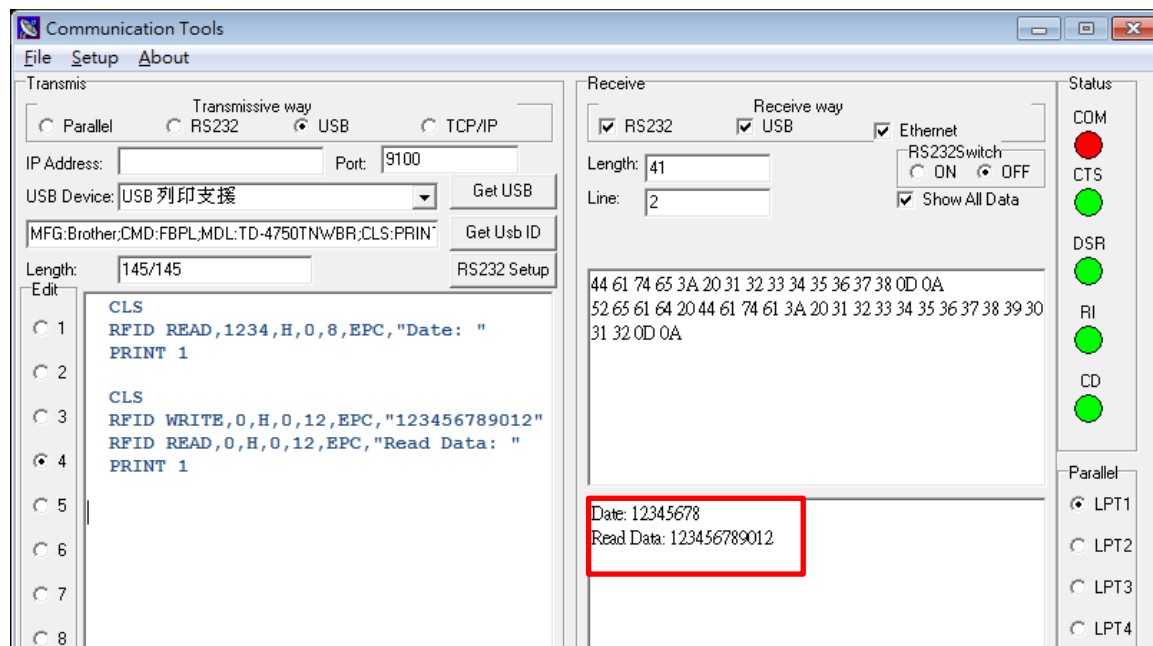 Communication Tools
File Setup About
Transmis
Transmissive way
Parallel RS232 USB TCP/IP
IP Address: Port: 9100
USB Device: USB 列印支援 Get USB
MFG:Brother;CMD:FBPL;MDL:TD-4750TNWBR;CLS:PRIN Get Usb ID
Length: 145/145 RS232 Setup
Edit
1
2
3
4
5
6
7
8
CLS
RFID READ,1234,H,0,8,EPC,"Date: "
PRINT 1
CLS
RFID WRITE,0,H,0,12,EPC,"123456789012"
RFID READ,0,H,0,12,EPC,"Read Data: "
PRINT 1
Receive
Receive way
RS232 USB Ethernet
Length: 41
Line: 2
RS232Switch
ON OFF
Show All Data
44 61 74 65 3A 20 31 32 33 34 35 36 37 38 0D 0A
52 65 61 64 20 44 61 74 61 3A 20 31 32 33 34 35 36 37 38 39 30
31 32 0D 0A
Date: 12345678
Read Data: 123456789012
Status
COM
CTS
DSR
RI
CD
Parallel
LPT1
LPT2
LPT3
LPT4